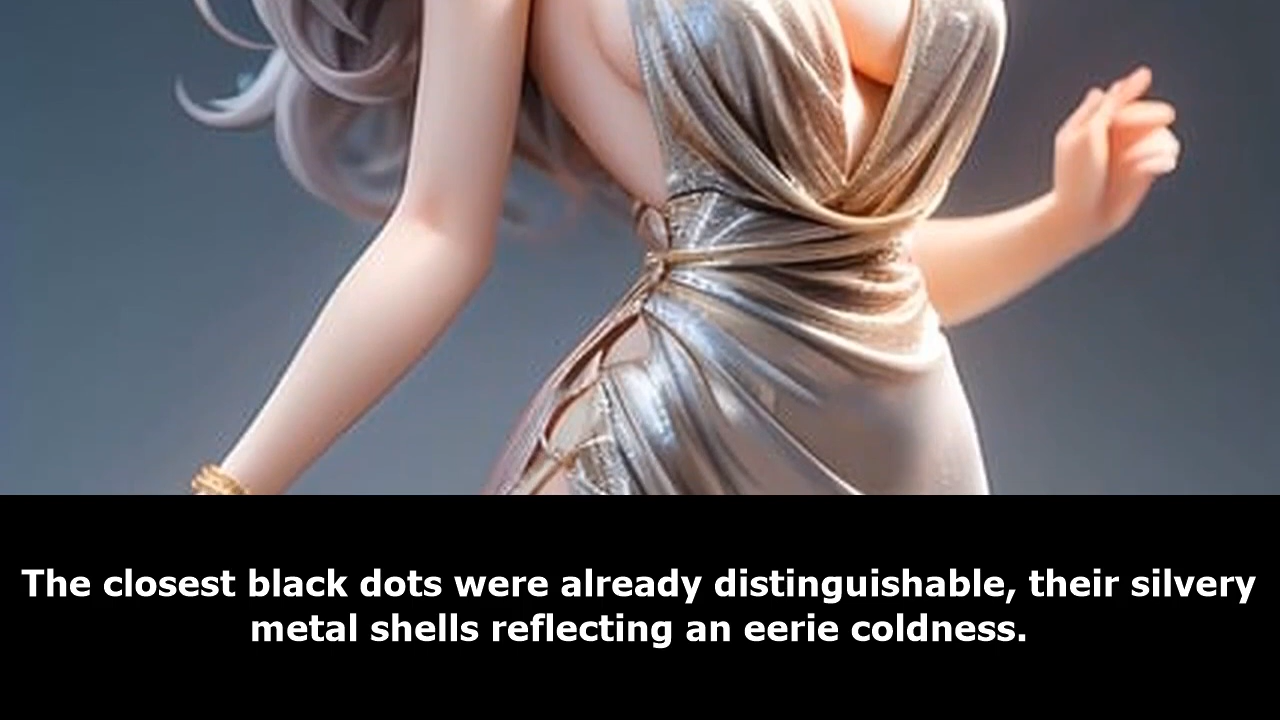 The closest black dots were already distinguishable, their silvery
metal shells reflecting an eerie coldness.